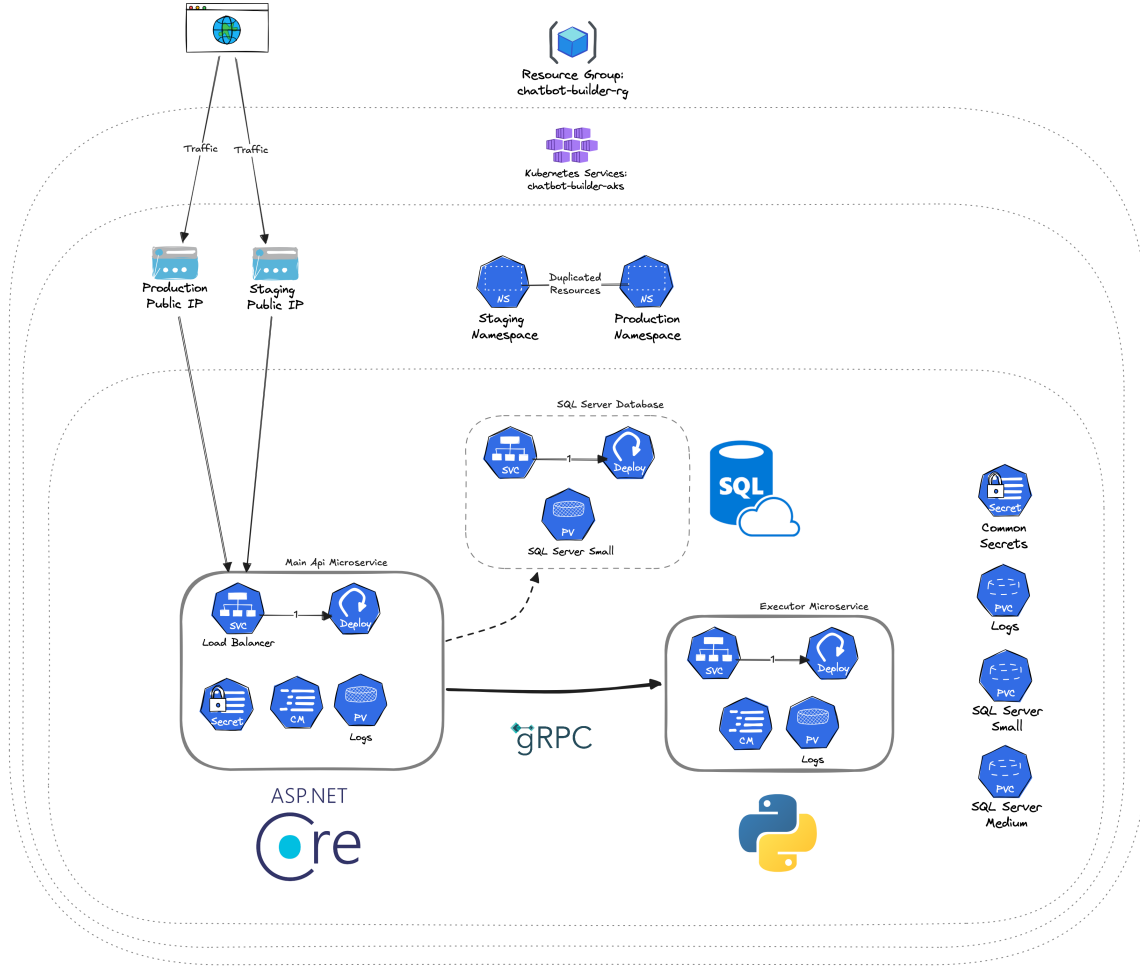 Resource Group:
chatbot-builder-rg
Kubernetes Services:
chatbot-builder-aks
Traffic
Traffic
Production
Public IP
Staging
Public IP
NS
Staging
Namespace
Duplicated
Resources
NS
Production
Namespace
SQL Server Database
SVC
1
Deploy
PV
SQL Server Small
SQL
Main Api Microservice
SVC
Load Balancer
1
Deploy
Secret
CM
PV
Logs
ASP.NET
Core
gRPC
Executor Microservice
SVC
1
Deploy
CM
PV
Logs
Secret
Common
Secrets
PVC
Logs
PVC
SQL Server
Small
PVC
SQL Server
Medium